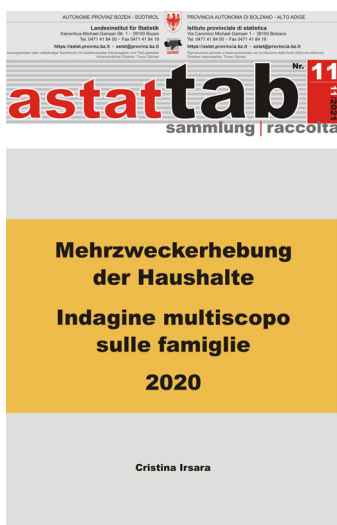 AUTONOME PROVINZ BOZEN - SÜDTIROL
Landesinstitut für Statistik
Kanonikus-Michael-Gamper-Str. 1 · 39100 Bozen
Tel. 0471 41 84 00 · Fax 0471 41 84 19
https://astat.provinz.bz.it · astat@provinz.bz.it
PROVINCIA AUTONOMA DI BOLZANO - ALTO ADIGE
Istituto provinciale di statistica
Via Canonico Michael Gamper 1 · 39100 Bolzano
Tel. 0471 41 84 04 · Fax 0471 41 84 19
https://astat.provincia.bz.it · astat@provincia.bz.it
astat
Nr. 11
11/2021
astattab
sammlung | raccolta
Mehrzweckerhebung
der Haushalte
Indagine multiscopo
sulle famiglie
2020
Cristina Irsara